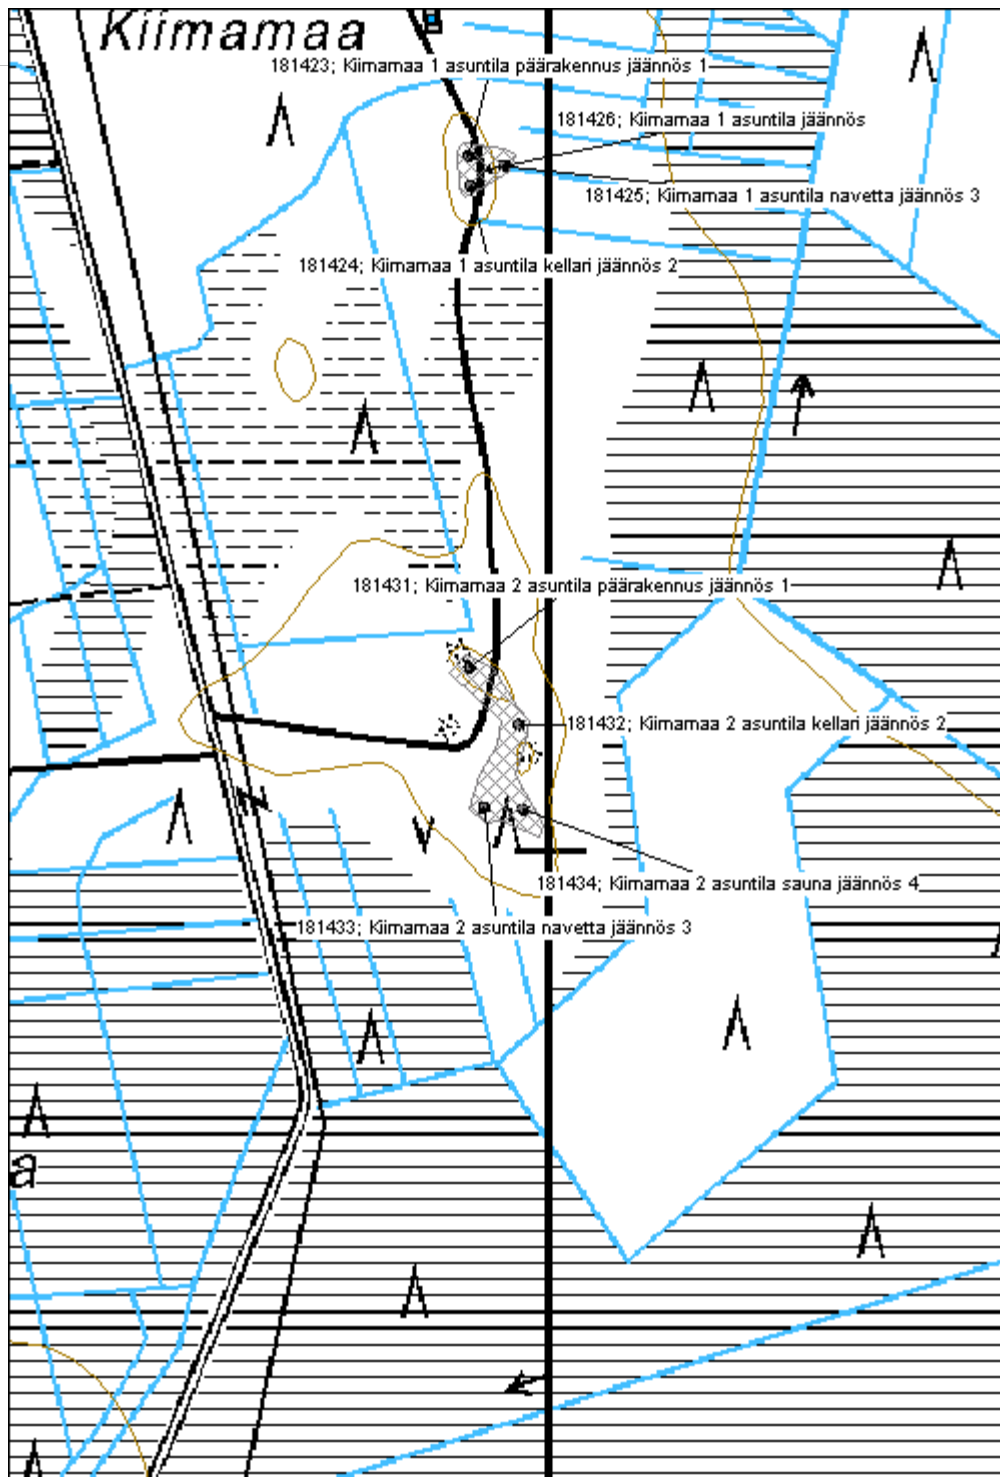 Kiimamaa
181423; Kiimamaa 1 asuntila päärakennus jäännös 1
181426; Kiimamaa 1 asuntila jäännös
181425; Kiimamaa 1 asuntila navetta jäännös 3
181424; Kiimamaa 1 asuntila kellari jäännös 2
181431; Kiimamaa 2 asuntila päärakennus jäännös 1
181432; Kiimamaa 2 asuntila kellari jäännös 2
181434; Kiimamaa 2 asuntila sauna jäännös 4
181433; Kiimamaa 2 asuntila navetta jäännös 3
a